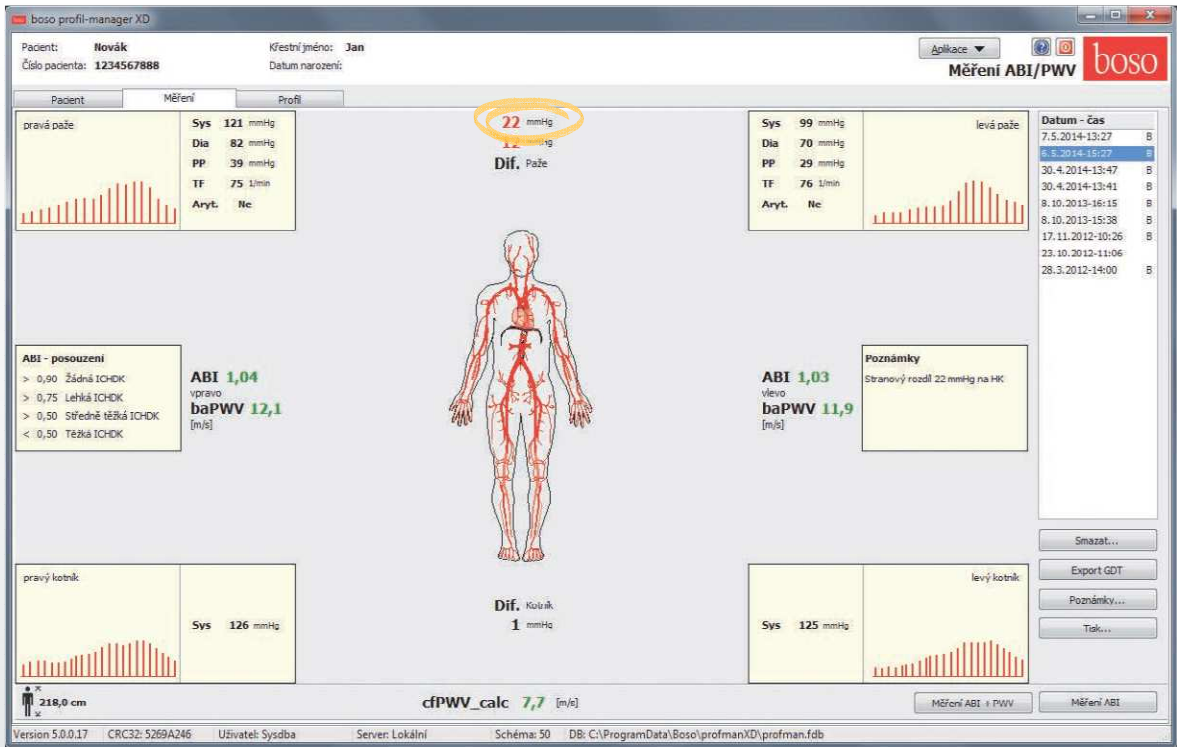 boso profil-manager XD
Pacient: Novák Křestní jméno: Jan
Číslo pacienta: 1234567888 Datum narození:
Aplikace
Měření ABI/PWV
boso
Pacient Měření Profil
pravá paže
Sys 121 mmHg
Dia 82 mmHg
PP 39 mmHg
TF 75 1/min
Aryt. Ne
22 mmHg
12 mmHg
Dif. Paže
Sys 99 mmHg
Dia 70 mmHg
PP 29 mmHg
TF 76 1/min
Aryt. Ne
levá paže
Datum - čas
7.5.2014-13:27 B
6.5.2014-15:27 B
30.4.2014-13:47 B
30.4.2014-13:41 B
8.10.2013-16:15 B
8.10.2013-15:38 B
17.11.2012-10:26 B
23.10.2012-11:06
28.3.2012-14:00 B
ABI - posouzení
> 0,90 Žádná ICHDK
> 0,75 Lehká ICHDK
> 0,50 Středně těžká ICHDK
< 0,50 Těžká ICHDK
ABI 1,04
vpravo
baPWV 12,1
[m/s]
ABI 1,03
vlevo
baPWV 11,9
[m/s]
Poznámky
Stranový rozdíl 22 mmHg na HK
Smazat...
Export GDT
Poznámky...
Tisk...
pravý kotník
Sys 126 mmHg
Dif. Kotník
1 mmHg
Sys 125 mmHg
levý kotník
218,0 cm
cfPWV_calc 7,7 [m/s]
Měření ABI + PWV
Měření ABI
Version 5.0.0.17 CRC32: 5269A246 Uživatel: Sysdba Server: Lokální Schéma: 50 DB: C:\ProgramData\Boso\profmanXD\profman.fdb